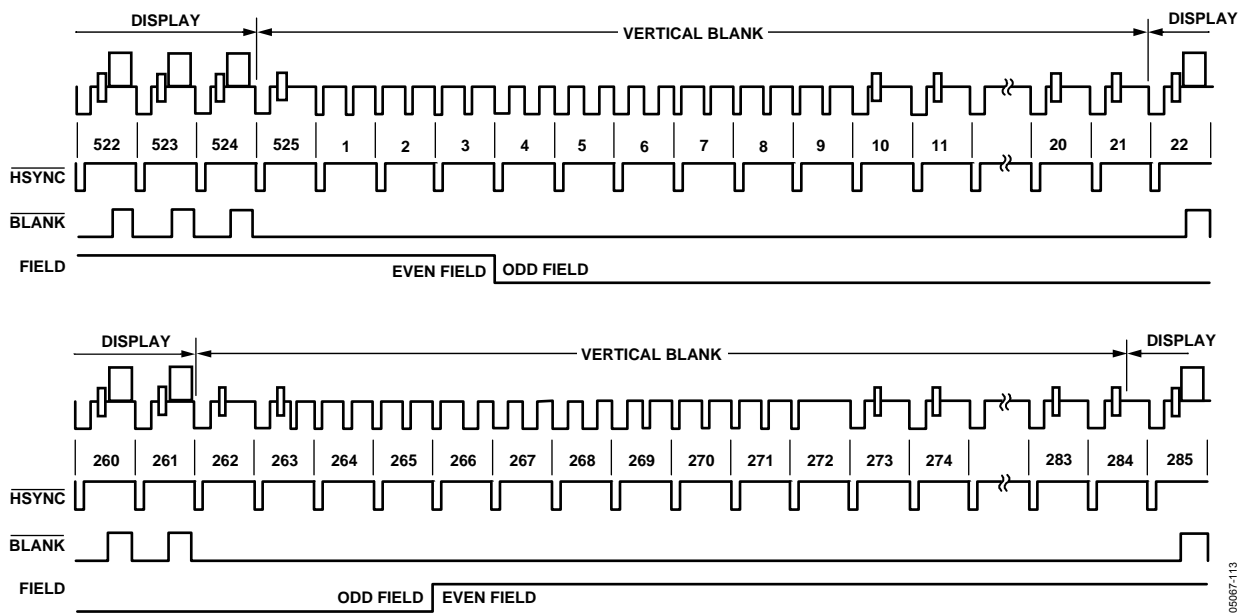 DISPLAY VERTICAL BLANK DISPLAY
522 523 524 525 1 2 3 4 5 6 7 8 9 10 11 20 21 22
HSYNC
BLANK
FIELD EVEN FIELD ODD FIELD
DISPLAY VERTICAL BLANK DISPLAY
260 261 262 263 264 265 266 267 268 269 270 271 272 273 274 283 284 285
HSYNC
BLANK
FIELD ODD FIELD EVEN FIELD
05067-113